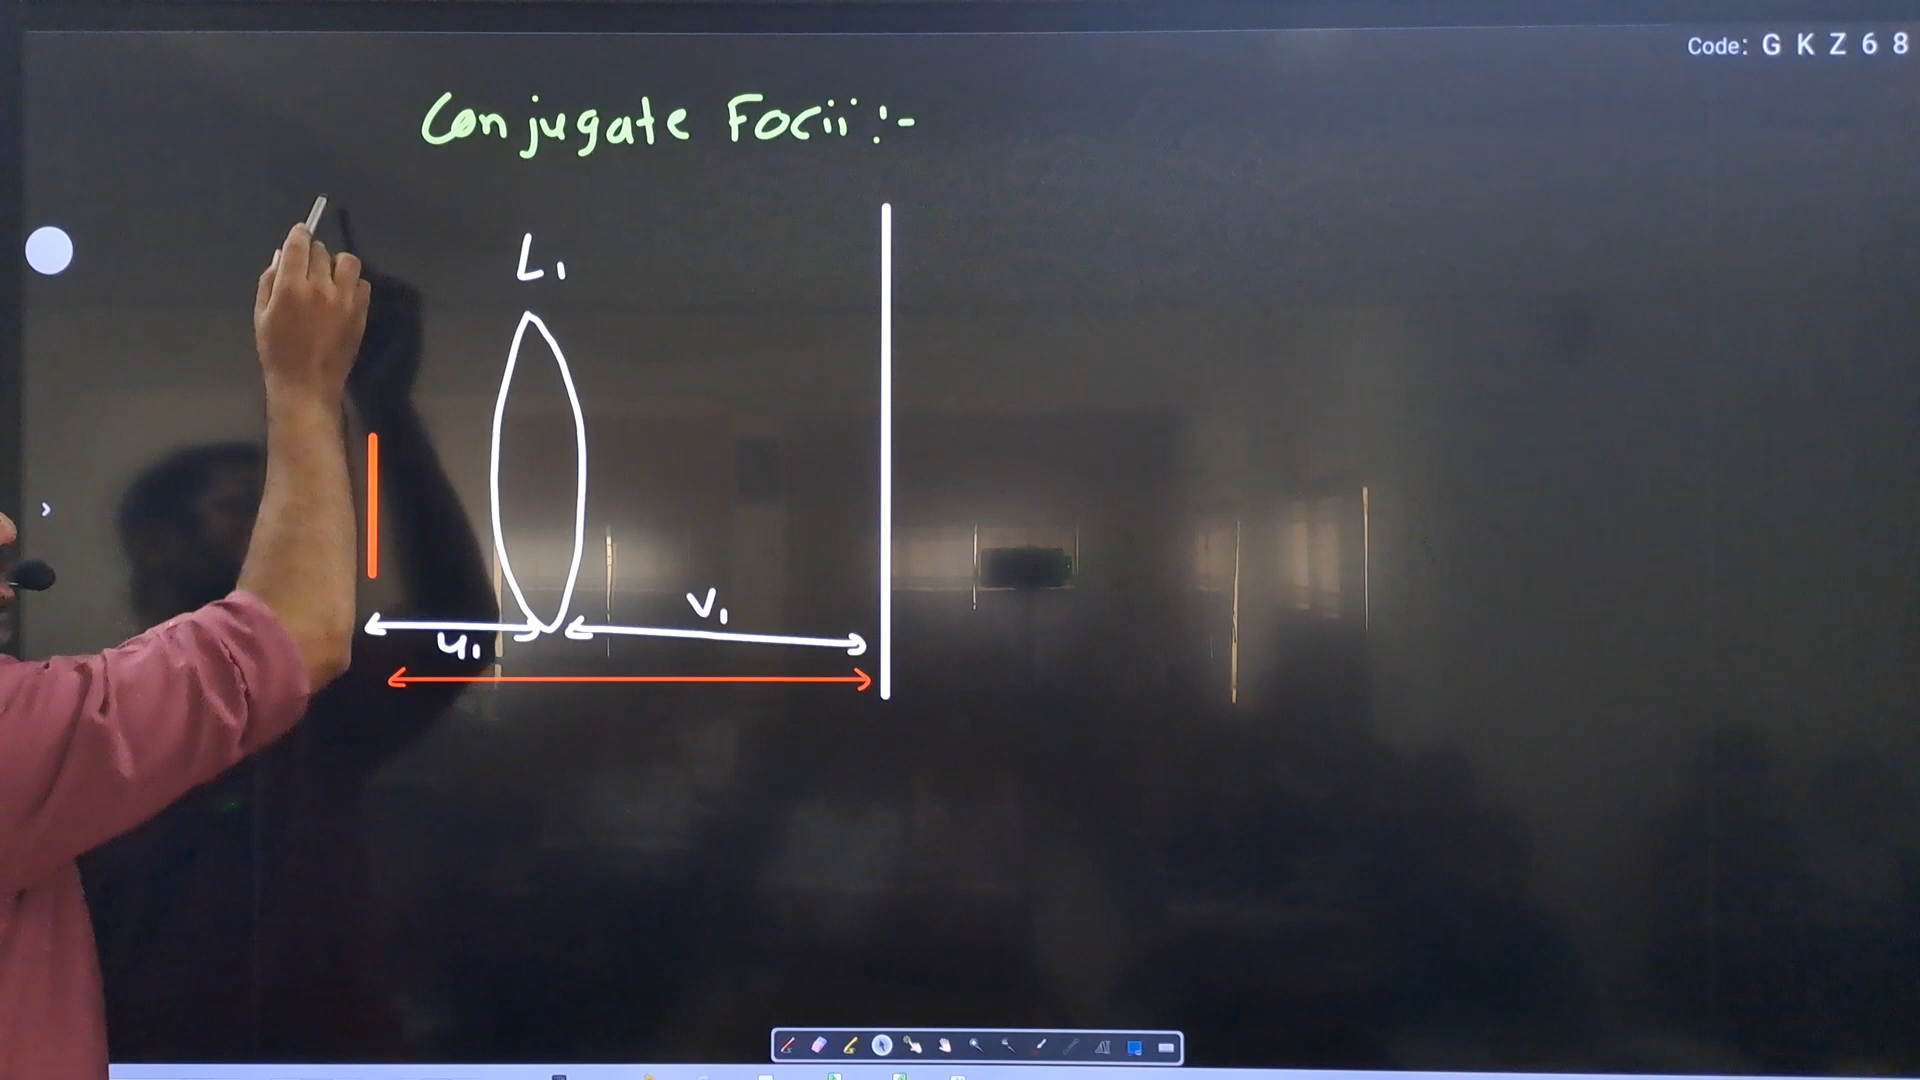 Code: G K Z 6 8
Conjugate Focii :-
L1
V1
u1